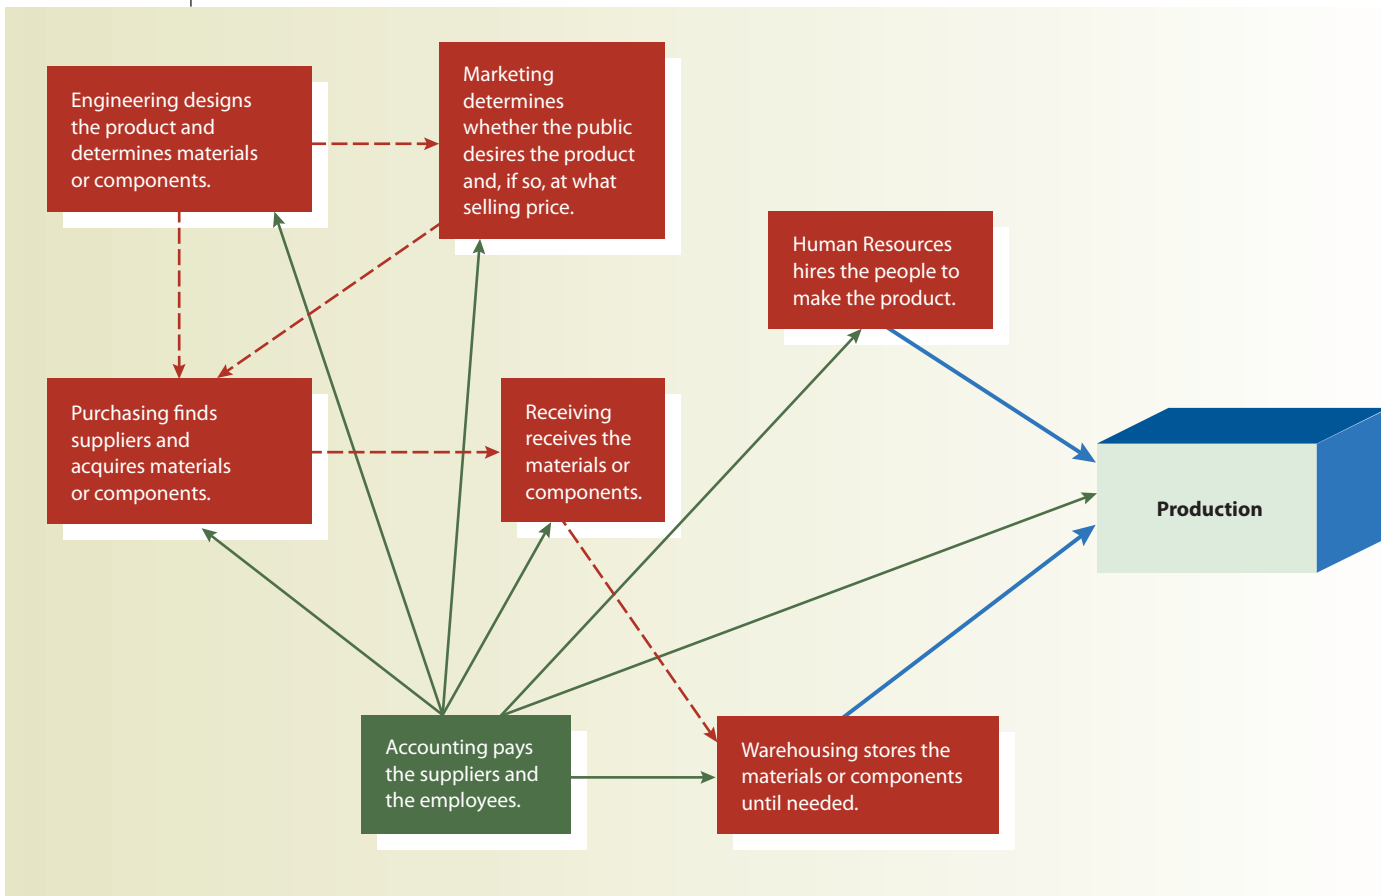 Engineering designs
the product and
determines materials
or components.
Marketing
determines
whether the public
desires the product
and, if so, at what
selling price.
Human Resources
hires the people to
make the product.
Purchasing finds
suppliers and
acquires materials
or components.
Receiving
receives the
materials or
components.
Production
Accounting pays
the suppliers and
the employees.
Warehousing stores the
materials or components
until needed.